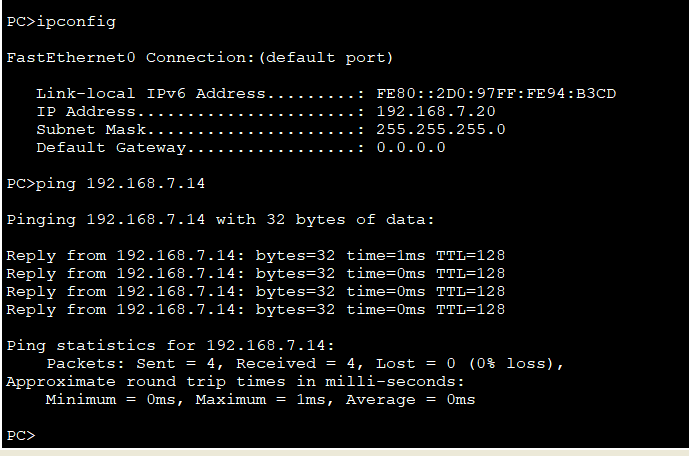 PC>ipconfig
FastEthernet0 Connection:(default port)
Link-local IPv6 Address.........: FE80::2D0:97FF:FE94:B3CD
IP Address......................: 192.168.7.20
Subnet Mask.....................: 255.255.255.0
Default Gateway.................: 0.0.0.0
PC>ping 192.168.7.14
Pinging 192.168.7.14 with 32 bytes of data:
Reply from 192.168.7.14: bytes=32 time=1ms TTL=128
Reply from 192.168.7.14: bytes=32 time=0ms TTL=128
Reply from 192.168.7.14: bytes=32 time=0ms TTL=128
Reply from 192.168.7.14: bytes=32 time=0ms TTL=128
Ping statistics for 192.168.7.14:
Packets: Sent = 4, Received = 4, Lost = 0 (0% loss),
Approximate round trip times in milli-seconds:
Minimum = 0ms, Maximum = 1ms, Average = 0ms
PC>